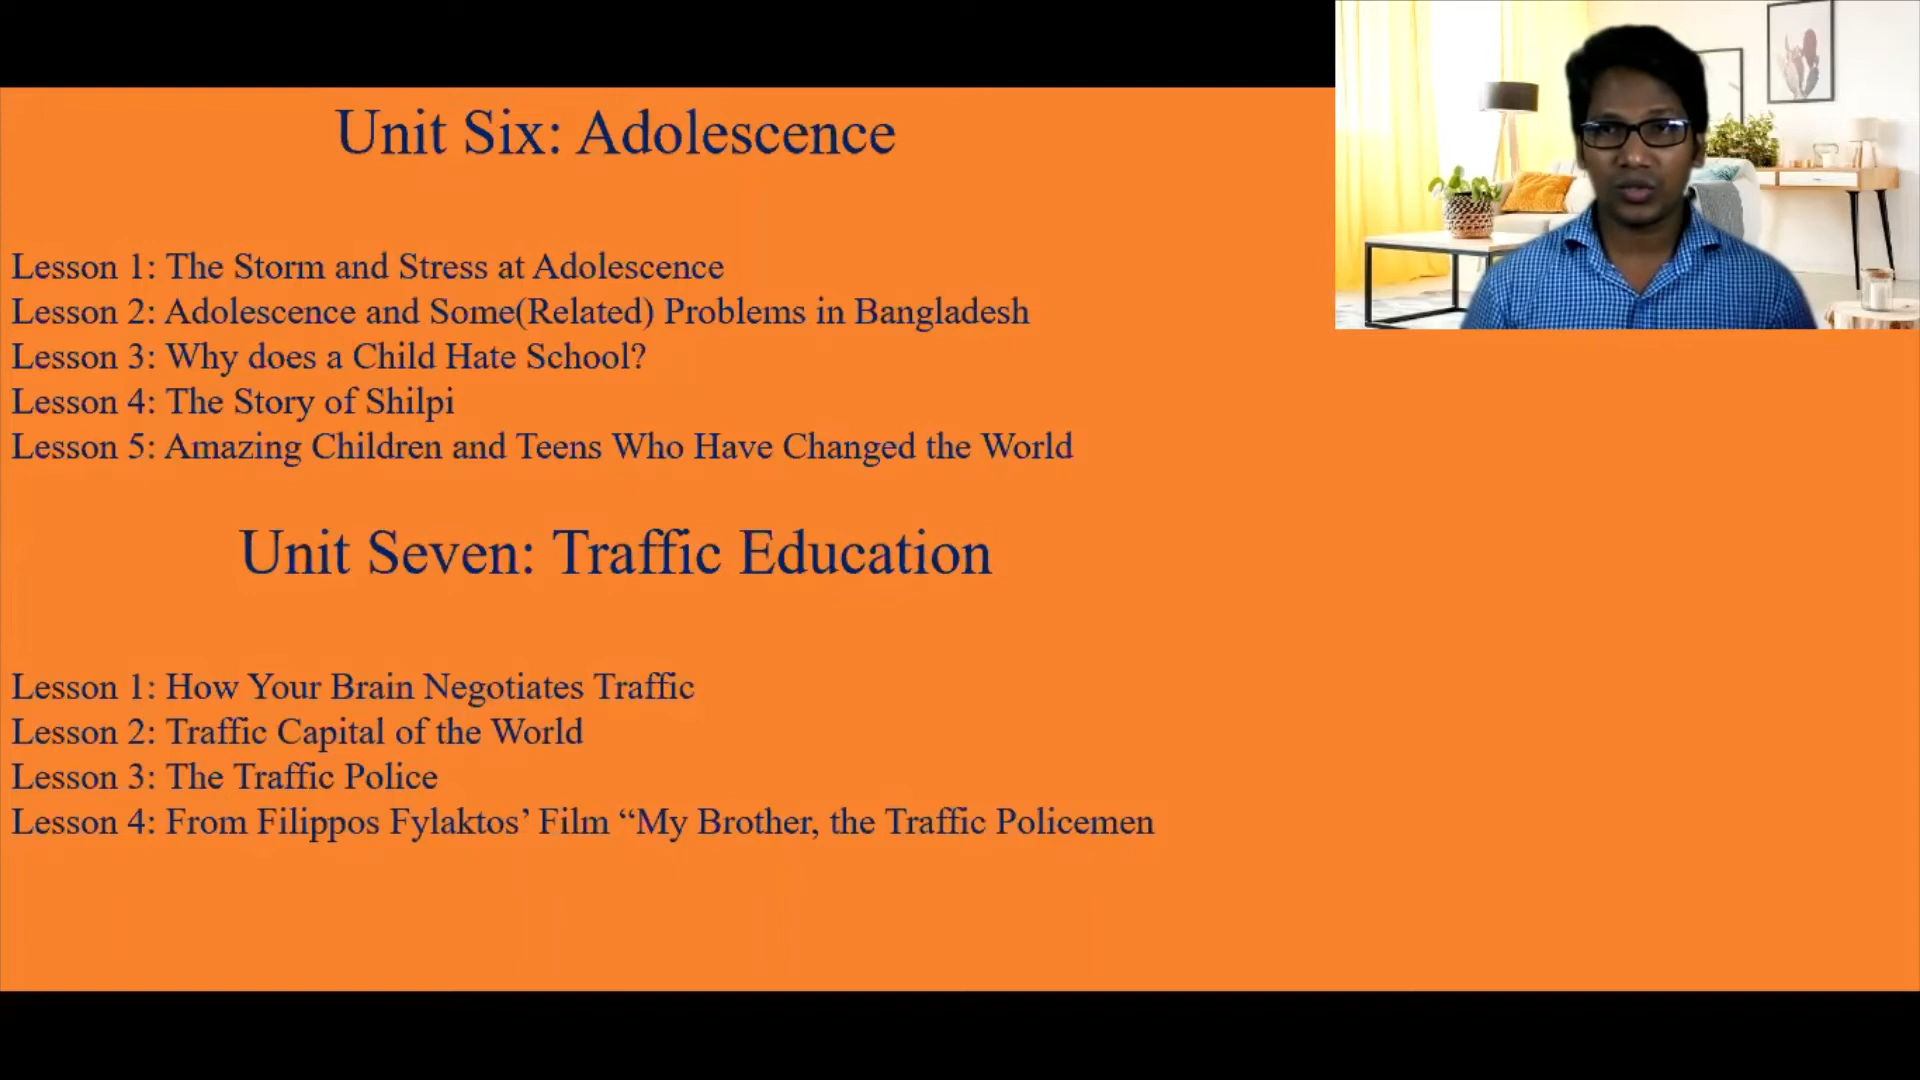 Unit Six: Adolescence
Lesson 1: The Storm and Stress at Adolescence
Lesson 2: Adolescence and Some(Related) Problems in Bangladesh
Lesson 3: Why does a Child Hate School?
Lesson 4: The Story of Shilpi
Lesson 5: Amazing Children and Teens Who Have Changed the World
Unit Seven: Traffic Education
Lesson 1: How Your Brain Negotiates Traffic
Lesson 2: Traffic Capital of the World
Lesson 3: The Traffic Police
Lesson 4: From Filippos Fylaktos’ Film “My Brother, the Traffic Policemen